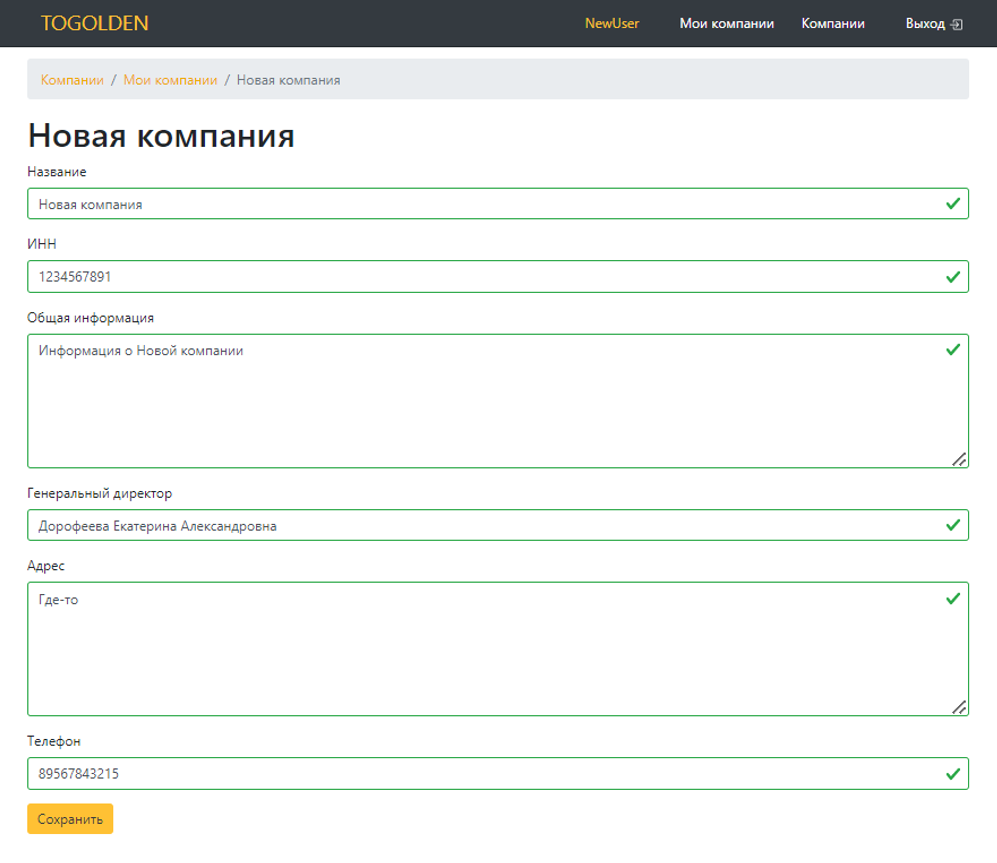 TOGOLDEN NewUser Мои компании Компании Выход
Компании / Мои компании / Новая компания
Новая компания
Название
Новая компания
ИНН
1234567891
Общая информация
Информация о Новой компании
Генеральный директор
Дорофеева Екатерина Александровна
Адрес
Где-то
Телефон
89567843215
Сохранить